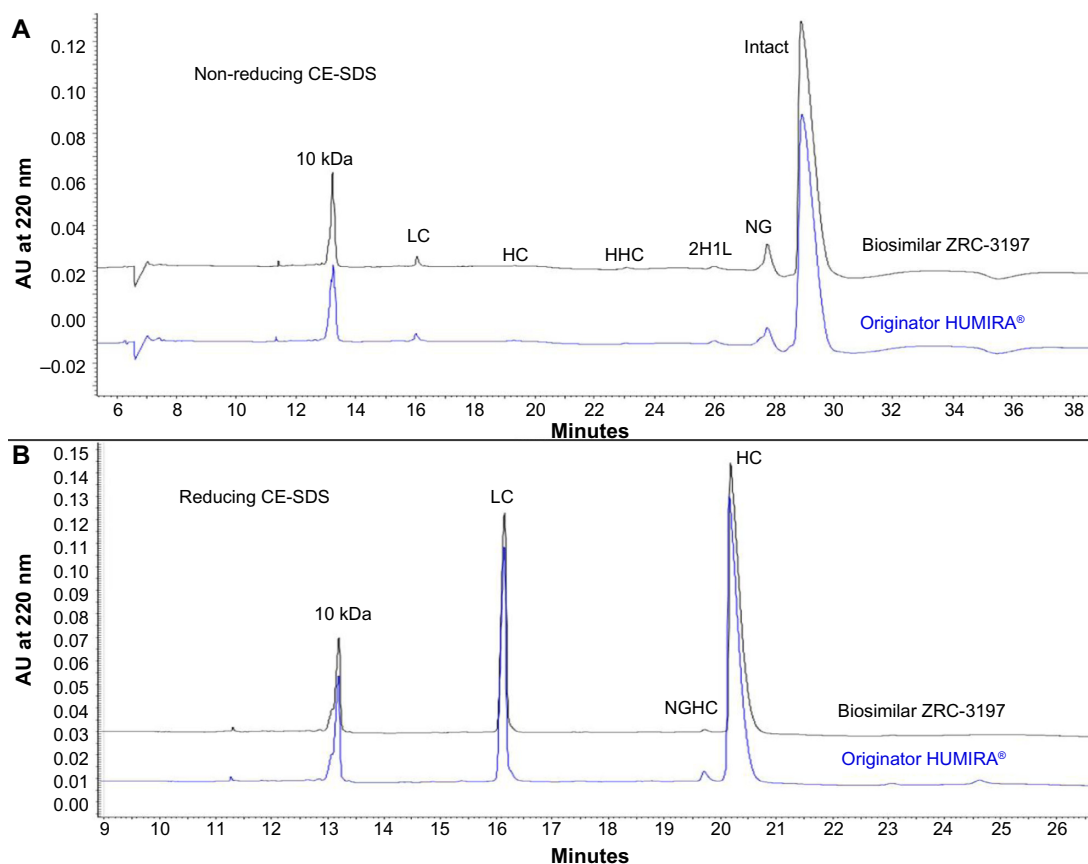 A
AU at 220 nm
0.12
0.10
0.08
0.06
0.04
0.02
0.00
–0.02
Non-reducing CE-SDS
10 kDa
LC
HC
HHC
2H1L
NG
Intact
Biosimilar ZRC-3197
Originator HUMIRA®
6 8 10 12 14 16 18 20 22 24 26 28 30 32 34 36 38
Minutes
B
AU at 220 nm
0.15
0.14
0.13
0.12
0.11
0.10
0.09
0.08
0.07
0.06
0.05
0.04
0.03
0.02
0.01
0.00
Reducing CE-SDS
10 kDa
LC
NGHC
HC
Biosimilar ZRC-3197
Originator HUMIRA®
9 10 11 12 13 14 15 16 17 18 19 20 21 22 23 24 25 26
Minutes